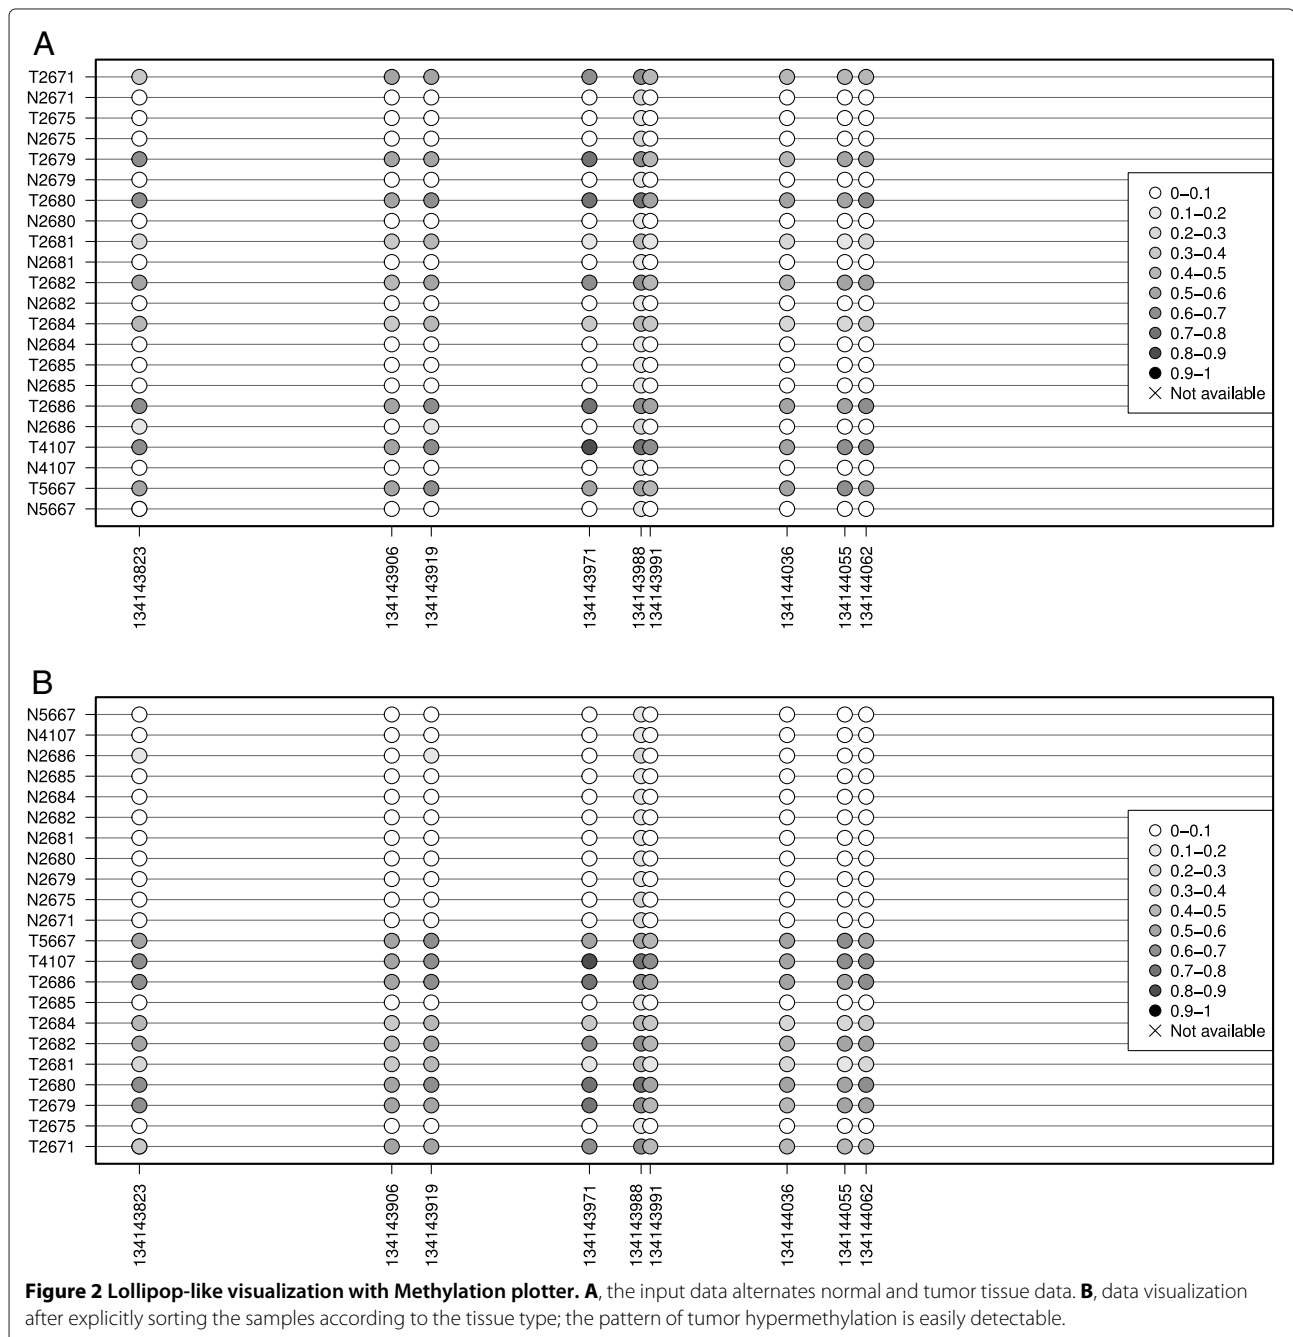 A
T2671
N2671
T2675
N2675
T2679
N2679
T2680
N2680
T2681
N2681
T2682
N2682
T2684
N2684
T2685
N2685
T2686
N2686
T4107
N4107
T5667
N5667
0–0.1
0.1–0.2
0.2–0.3
0.3–0.4
0.4–0.5
0.5–0.6
0.6–0.7
0.7–0.8
0.8–0.9
0.9–1
Not available
134143823
134143906
134143919
134143971
134143988
134143991
134144036
134144055
134144062
B
N5667
N4107
N2686
N2685
N2684
N2682
N2681
N2680
N2679
N2675
N2671
T5667
T4107
T2686
T2685
T2684
T2682
T2681
T2680
T2679
T2675
T2671
0–0.1
0.1–0.2
0.2–0.3
0.3–0.4
0.4–0.5
0.5–0.6
0.6–0.7
0.7–0.8
0.8–0.9
0.9–1
Not available
134143823
134143906
134143919
134143971
134143988
134143991
134144036
134144055
134144062
Figure 2 Lollipop-like visualization with Methylation plotter. A, the input data alternates normal and tumor tissue data. B, data visualization
after explicitly sorting the samples according to the tissue type; the pattern of tumor hypermethylation is easily detectable.